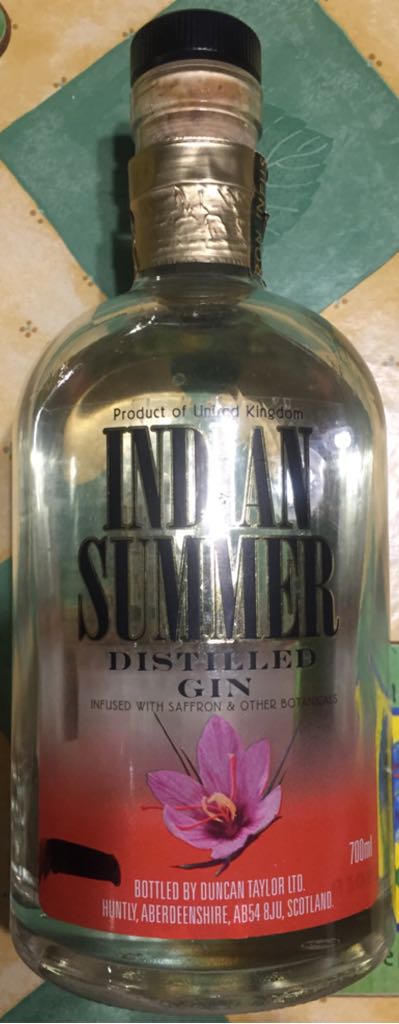 Product of United Kingdom
INDIAN
SUMMER
DISTILLED
GIN
INFUSED WITH SAFFRON & OTHER BOTANICALS
700ml
BOTTLED BY DUNCAN TAYLOR LTD.
HUNTLY, ABERDEENSHIRE, AB54 8JU, SCOTLAND.